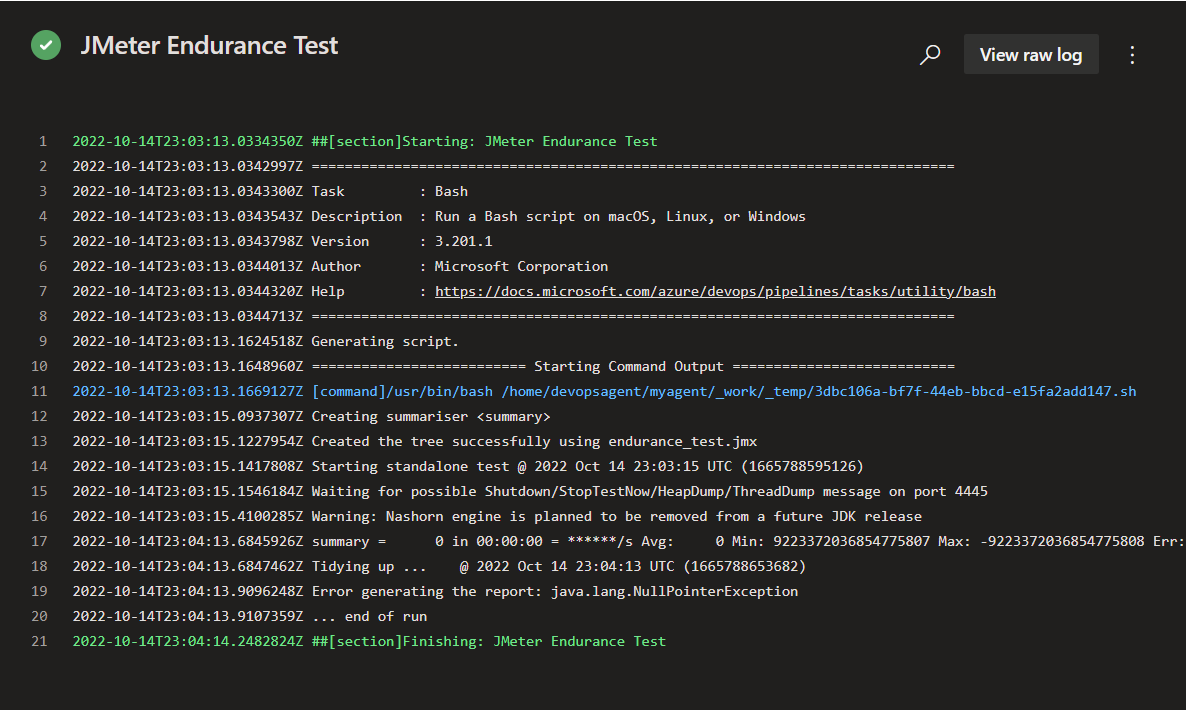 JMeter Endurance Test
View raw log
1 2022-10-14T23:03:13.0334350Z ##[section]Starting: JMeter Endurance Test
2 2022-10-14T23:03:13.0342997Z ==============================================================================
3 2022-10-14T23:03:13.0343300Z Task         : Bash
4 2022-10-14T23:03:13.0343543Z Description  : Run a Bash script on macOS, Linux, or Windows
5 2022-10-14T23:03:13.0343798Z Version      : 3.201.1
6 2022-10-14T23:03:13.0344013Z Author       : Microsoft Corporation
7 2022-10-14T23:03:13.0344320Z Help         : https://docs.microsoft.com/azure/devops/pipelines/tasks/utility/bash
8 2022-10-14T23:03:13.0344713Z ==============================================================================
9 2022-10-14T23:03:13.1624518Z Generating script.
10 2022-10-14T23:03:13.1648960Z ========================== Starting Command Output ===========================
11 2022-10-14T23:03:13.1669127Z [command]/usr/bin/bash /home/devopsagent/myagent/_work/_temp/3dbc106a-bf7f-44eb-bbcd-e15fa2add147.sh
12 2022-10-14T23:03:15.0937307Z Creating summariser <summary>
13 2022-10-14T23:03:15.1227954Z Created the tree successfully using endurance_test.jmx
14 2022-10-14T23:03:15.1417808Z Starting standalone test @ 2022 Oct 14 23:03:15 UTC (1665788595126)
15 2022-10-14T23:03:15.1546184Z Waiting for possible Shutdown/StopTestNow/HeapDump/ThreadDump message on port 4445
16 2022-10-14T23:03:15.4100285Z Warning: Nashorn engine is planned to be removed from a future JDK release
17 2022-10-14T23:04:13.6845926Z summary =      0 in 00:00:00 = ******/s Avg:     0 Min: 9223372036854775807 Max: -9223372036854775808 Err:
18 2022-10-14T23:04:13.6847462Z Tidying up ...    @ 2022 Oct 14 23:04:13 UTC (1665788653682)
19 2022-10-14T23:04:13.9096248Z Error generating the report: java.lang.NullPointerException
20 2022-10-14T23:04:13.9107359Z ... end of run
21 2022-10-14T23:04:14.2482824Z ##[section]Finishing: JMeter Endurance Test